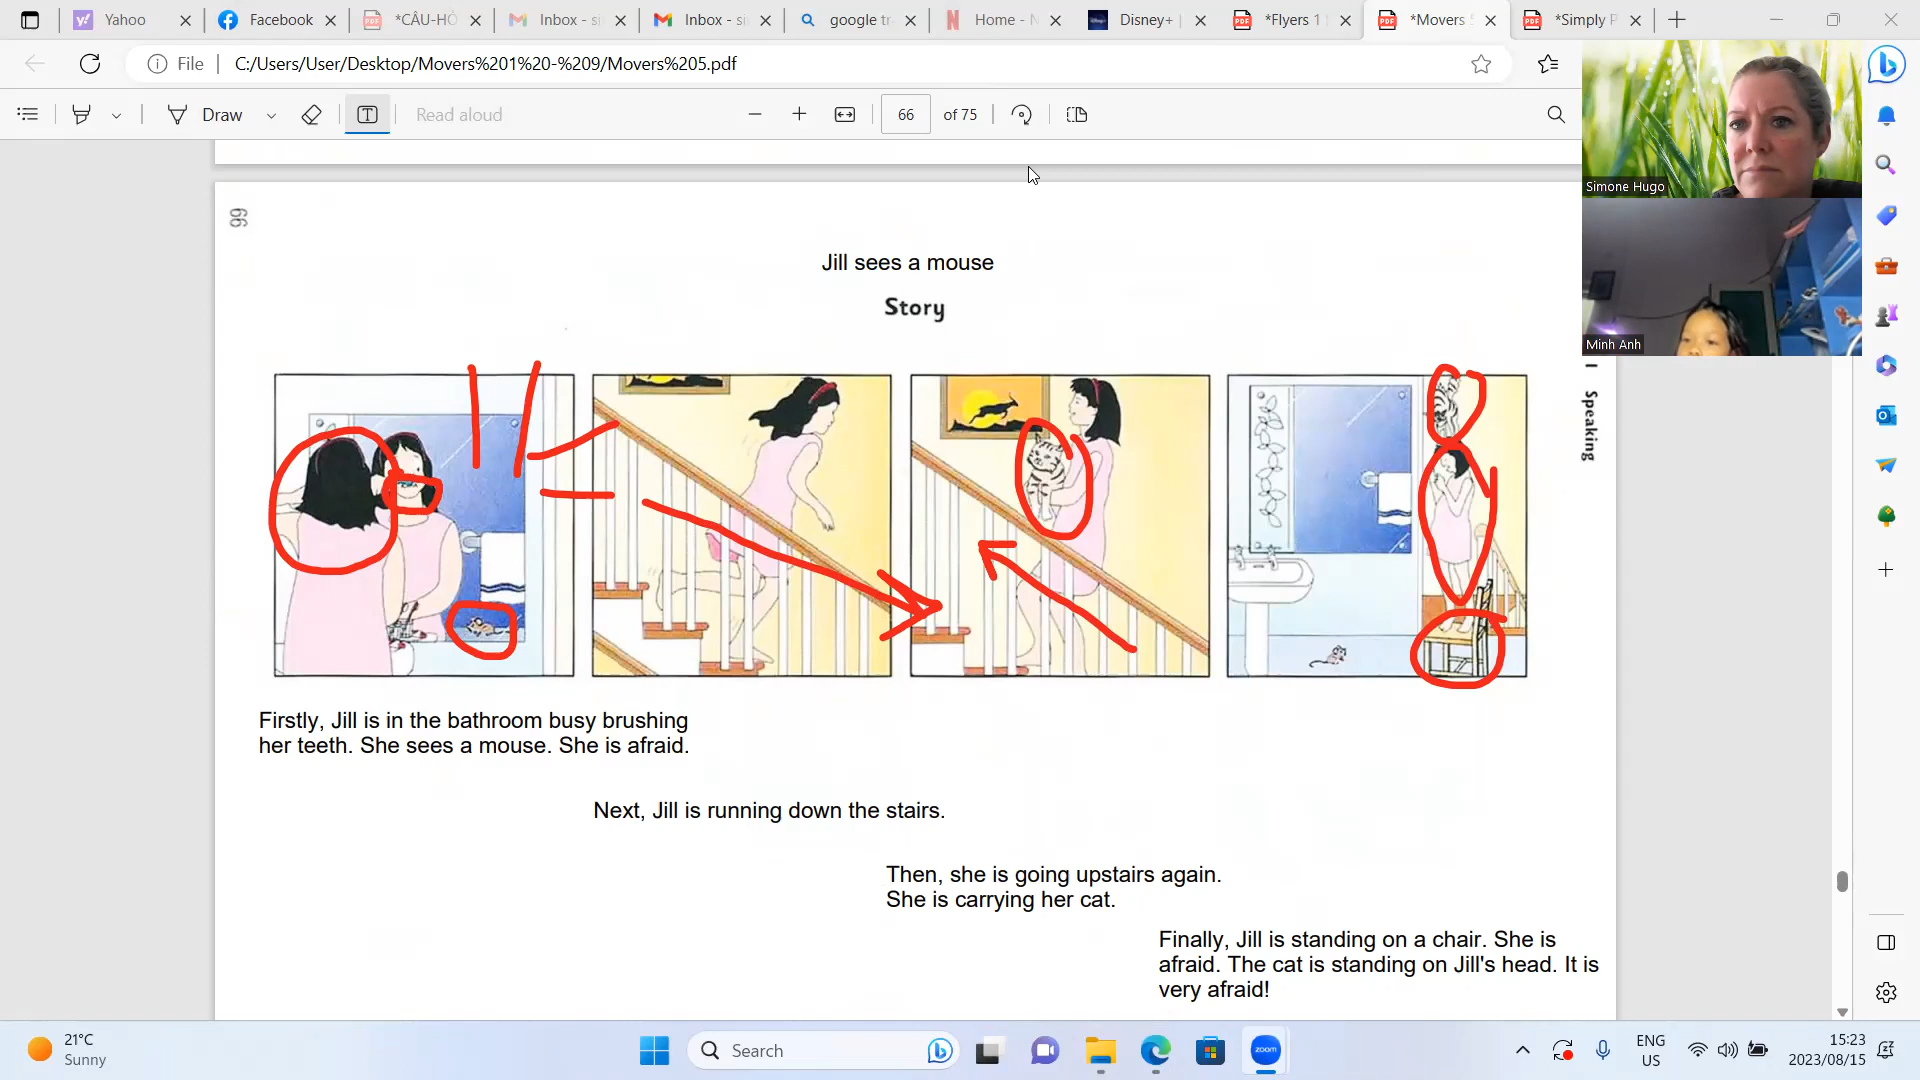 Yahoo
Facebook
*CÂU-HỎ
Inbox - si
Inbox - si
google tr
Home - N
Disney+ |
*Flyers 1
*Movers 5
*Simply P
File
C:/Users/User/Desktop/Movers%201%20-%209/Movers%205.pdf
Draw
Read aloud
66
of 75
Simone Hugo
Minh Anh
66
Jill sees a mouse
Story
1 Speaking
Firstly, Jill is in the bathroom busy brushing
her teeth. She sees a mouse. She is afraid.
Next, Jill is running down the stairs.
Then, she is going upstairs again.
She is carrying her cat.
Finally, Jill is standing on a chair. She is
afraid. The cat is standing on Jill's head. It is
very afraid!
21°C
Sunny
Search
zoom
ENG
US
15:23
2023/08/15